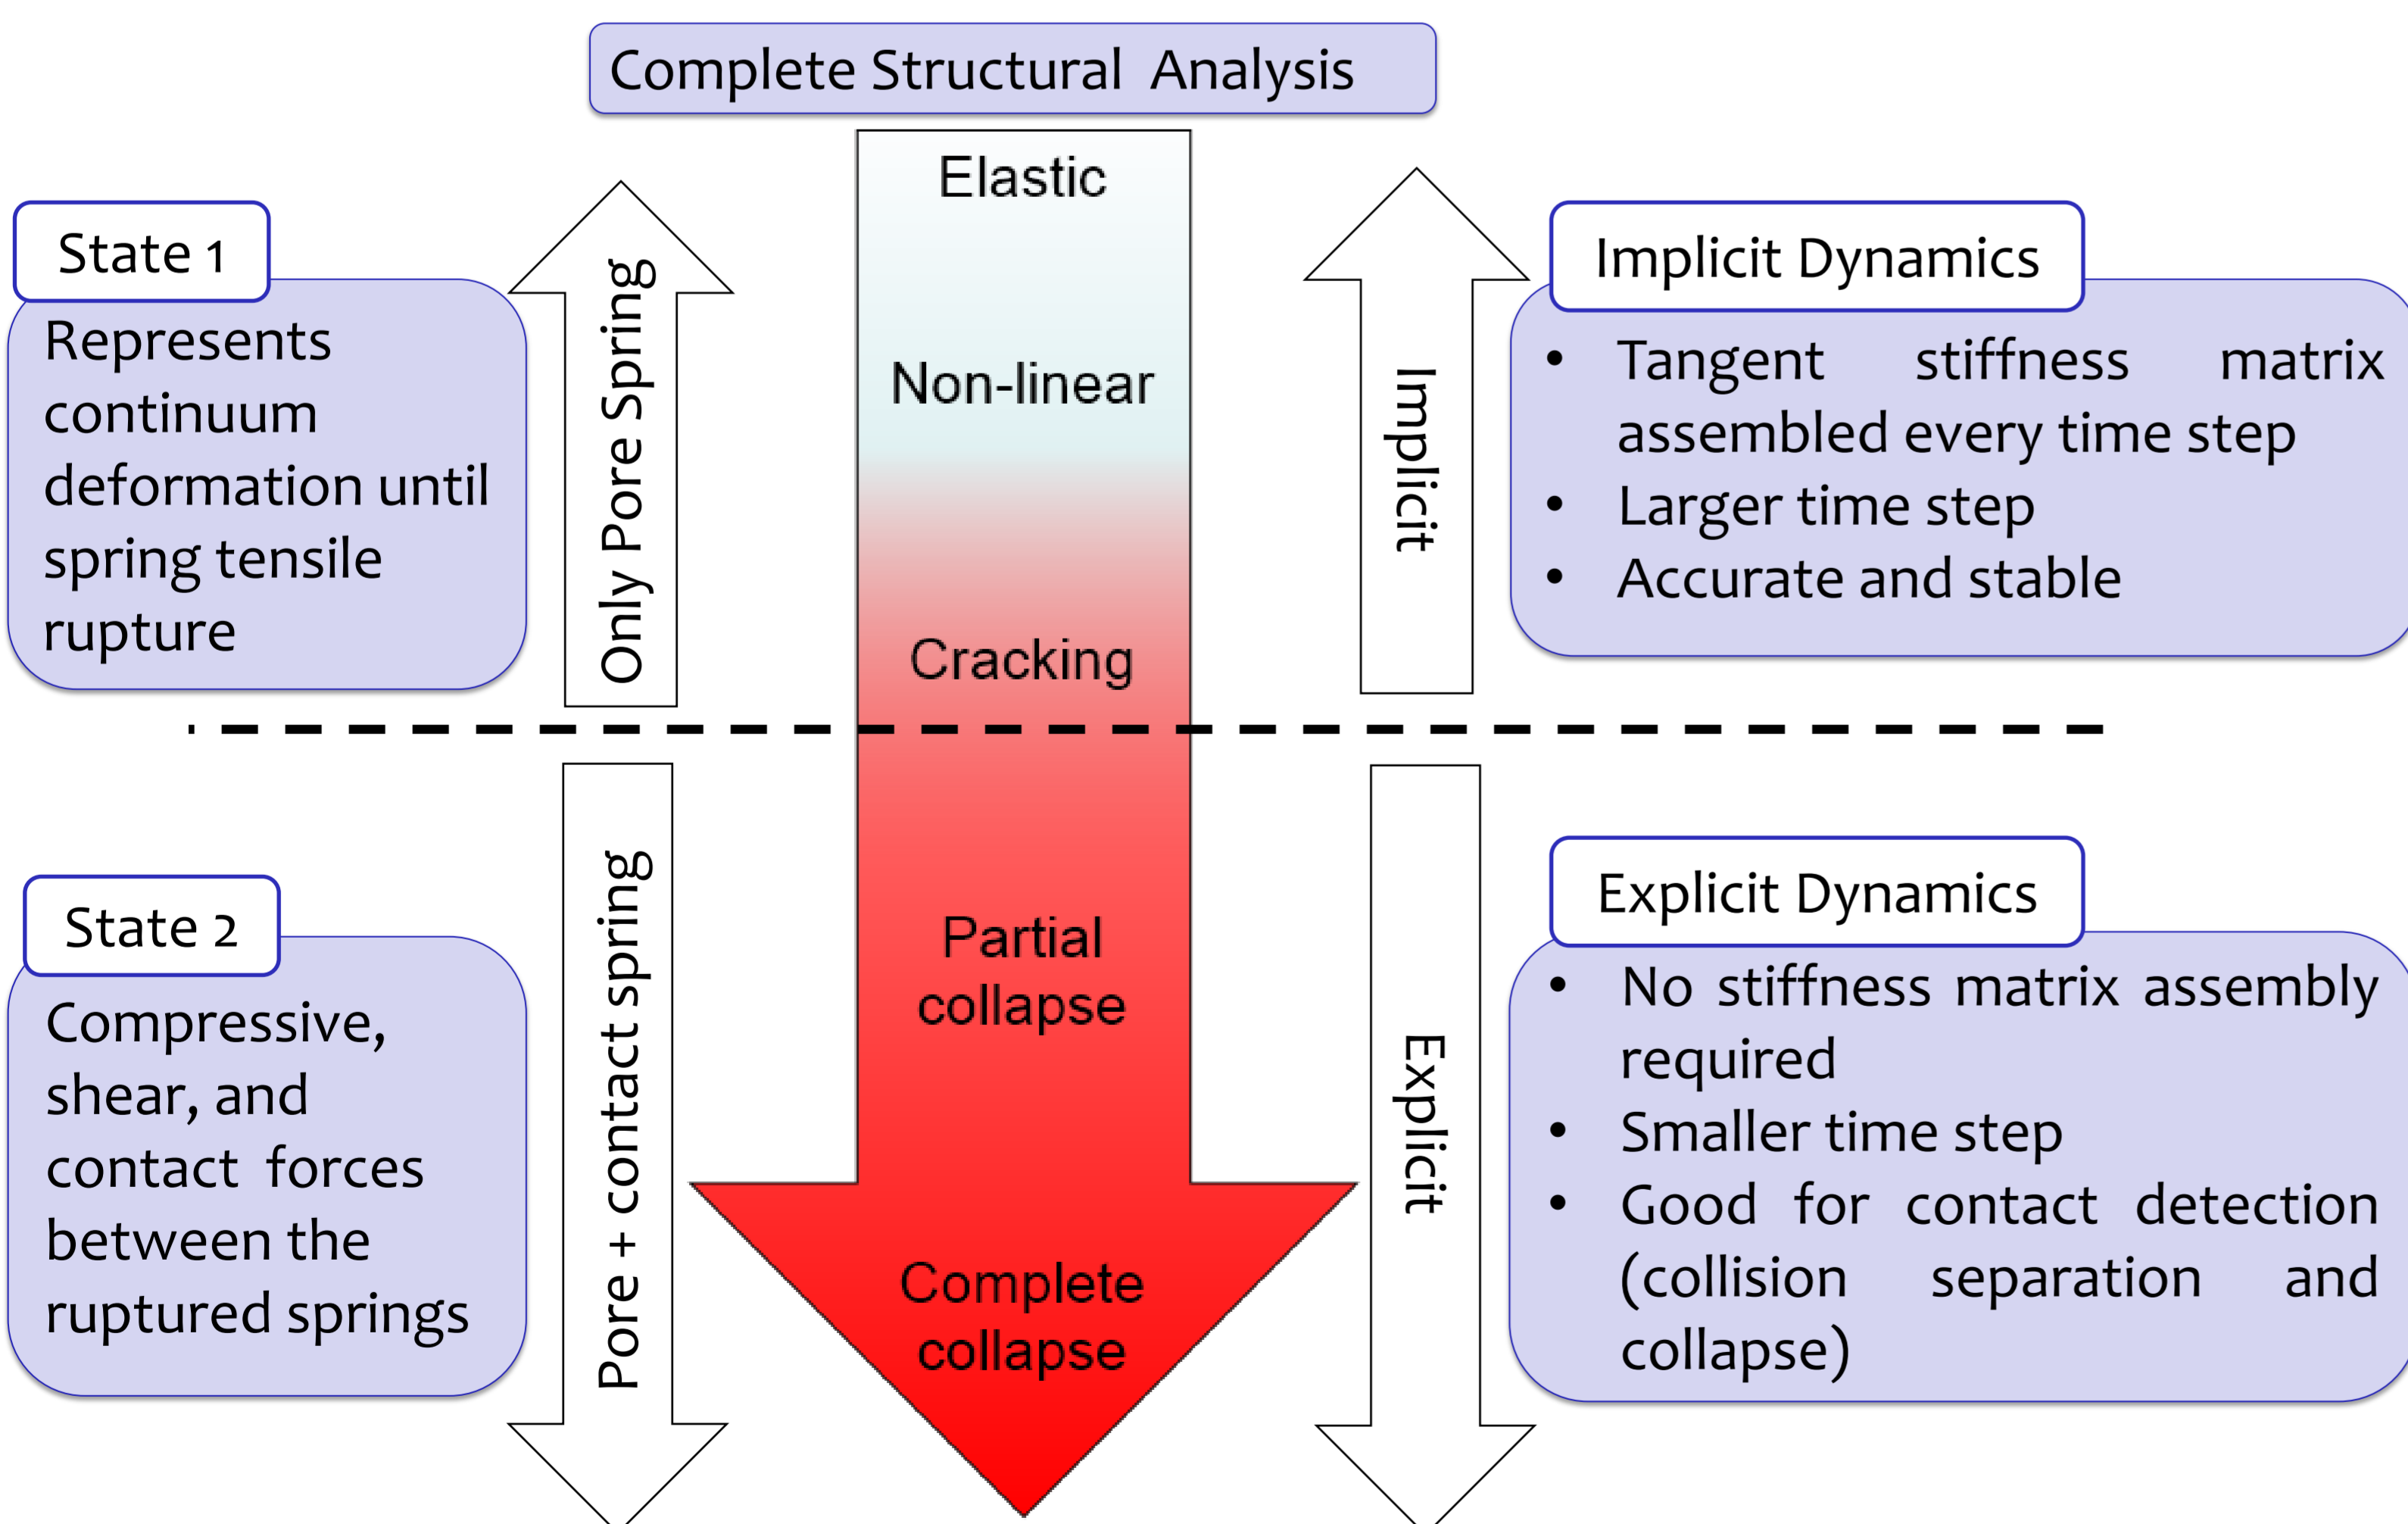 Complete Structural Analysis
State 1
Represents
continuum
deformation until
spring tensile
rupture
Only Pore Spring
Elastic
Non-linear
Cracking
Implicit
Implicit Dynamics
• Tangent stiffness matrix
assembled every time step
• Larger time step
• Accurate and stable
State 2
Compressive,
shear, and
contact forces
between the
ruptured springs
Pore + contact spring
Partial
collapse
Complete
collapse
Explicit
Explicit Dynamics
• No stiffness matrix assembly
required
• Smaller time step
• Good for contact detection
(collision separation and
collapse)